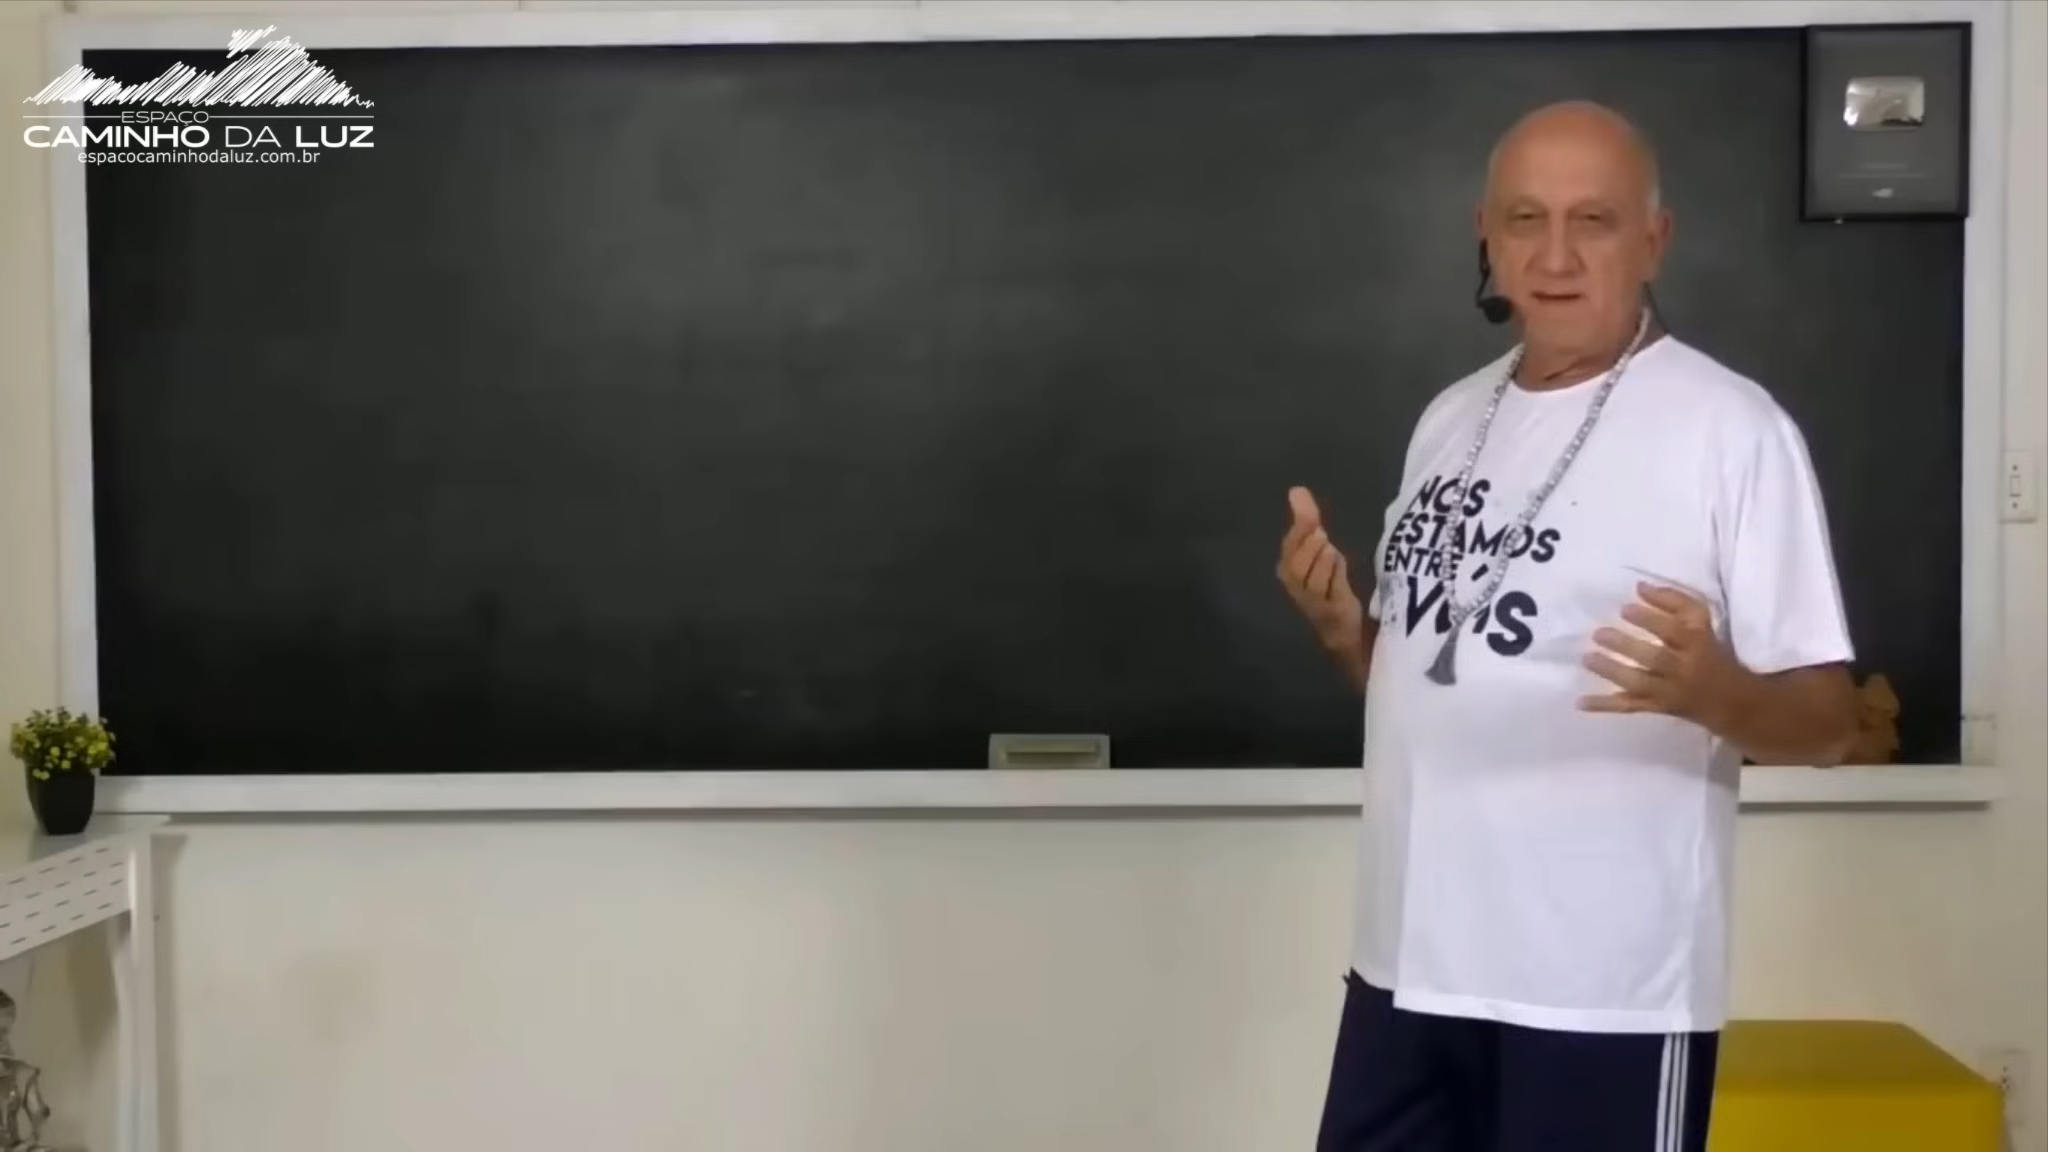 ESPAÇO
CAMINHO DA LUZ
espacocaminhodaluz.com.br
NÓS
ESTAMOS
ENTRE
VÓS